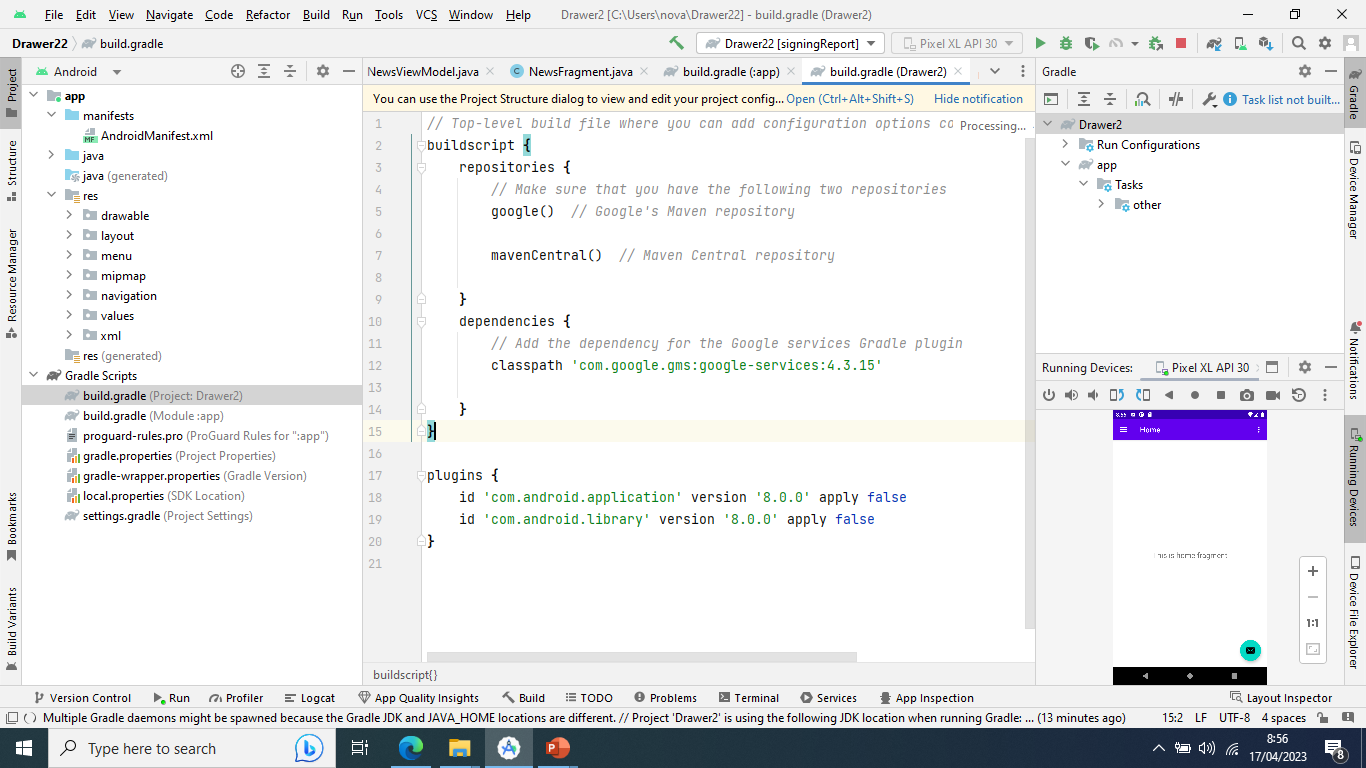 File Edit View Navigate Code Refactor Build Run Tools VCS Window Help Drawer2 [C:\Users\nova\Drawer22] - build.gradle (Drawer2)
Drawer22 build.gradle
Drawer22 [signingReport] Pixel XL API 30
Project
Structure
Resource Manager
Bookmarks
Build Variants
Android
app
manifests
AndroidManifest.xml
MF
java
java (generated)
res
drawable
layout
menu
mipmap
navigation
values
xml
res (generated)
Gradle Scripts
build.gradle (Project: Drawer2)
build.gradle (Module :app)
proguard-rules.pro (ProGuard Rules for ":app")
gradle.properties (Project Properties)
gradle-wrapper.properties (Gradle Version)
local.properties (SDK Location)
settings.gradle (Project Settings)
NewsViewModel.java NewsFragment.java build.gradle (:app) build.gradle (Drawer2)
You can use the Project Structure dialog to view and edit your project config... Open (Ctrl+Alt+Shift+S) Hide notification
1 // Top-level build file where you can add configuration options co Processing...
2 buildscript {
3 repositories {
4 // Make sure that you have the following two repositories
5 google() // Google's Maven repository
6
7 mavenCentral() // Maven Central repository
8
9 }
10 dependencies {
11 // Add the dependency for the Google services Gradle plugin
12 classpath 'com.google.gms:google-services:4.3.15'
13
14 }
15 }
16
17 plugins {
18 id 'com.android.application' version '8.0.0' apply false
19 id 'com.android.library' version '8.0.0' apply false
20 }
21
buildscript{}
Gradle
Task list not built...
Drawer2
Run Configurations
app
Tasks
other
Running Devices: Pixel XL API 30
8:55
Home
This is home fragment
1:1
Gradle
Device Manager
Notifications
Running Devices
Device File Explorer
Version Control Run Profiler Logcat App Quality Insights Build TODO Problems Terminal Services App Inspection Layout Inspector
Multiple Gradle daemons might be spawned because the Gradle JDK and JAVA_HOME locations are different. // Project 'Drawer2' is using the following JDK location when running Gradle: ... (13 minutes ago) 15:2 LF UTF-8 4 spaces
Type here to search
8:56
17/04/2023
8